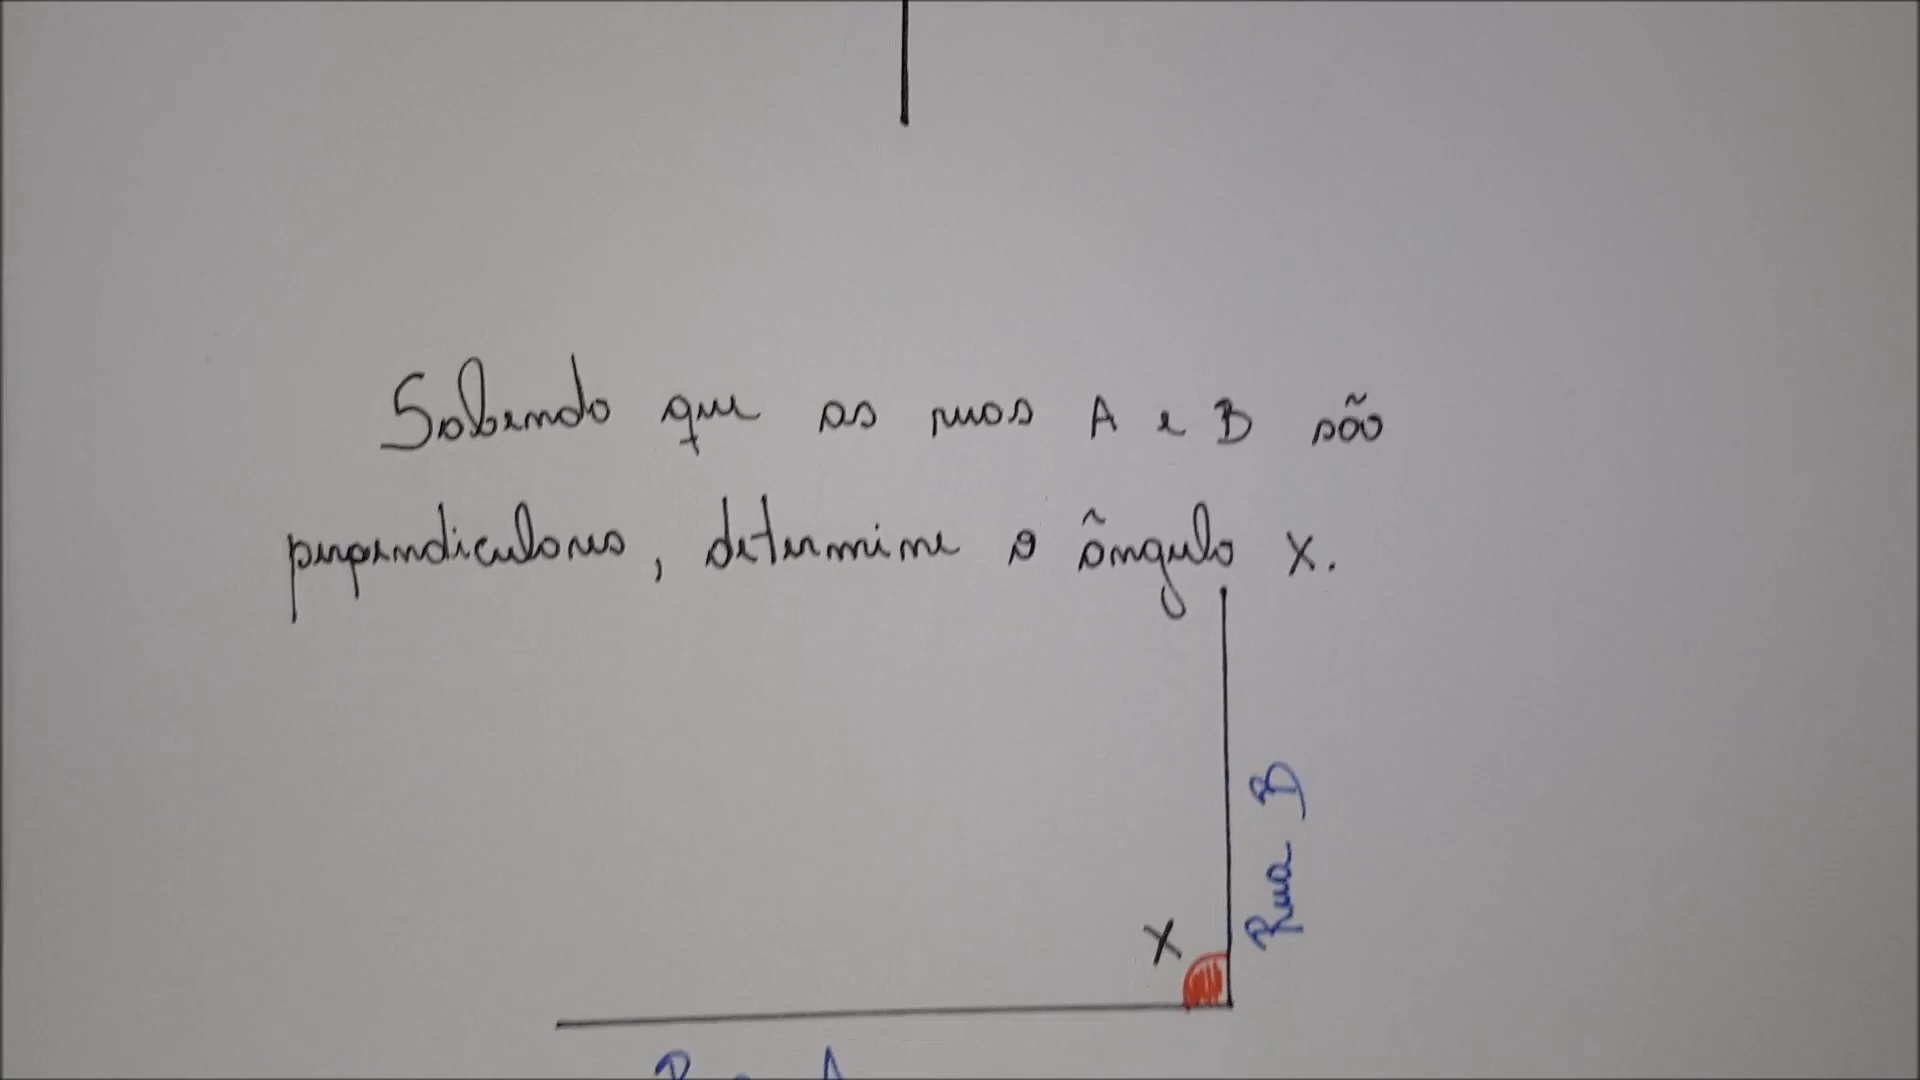 Sabendo que as ruas A e B são
perpendiculares, determine o ângulo x.
Rua B
X